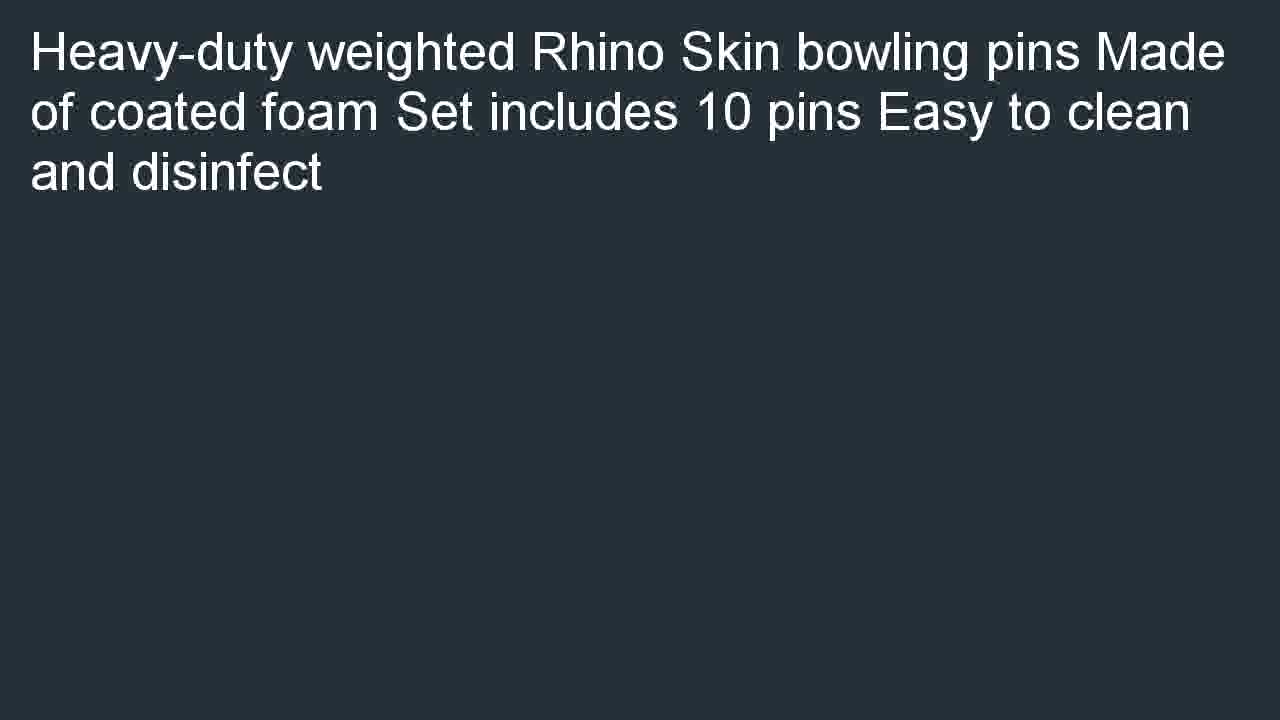 Heavy-duty weighted Rhino Skin bowling pins Made
of coated foam Set includes 10 pins Easy to clean
and disinfect